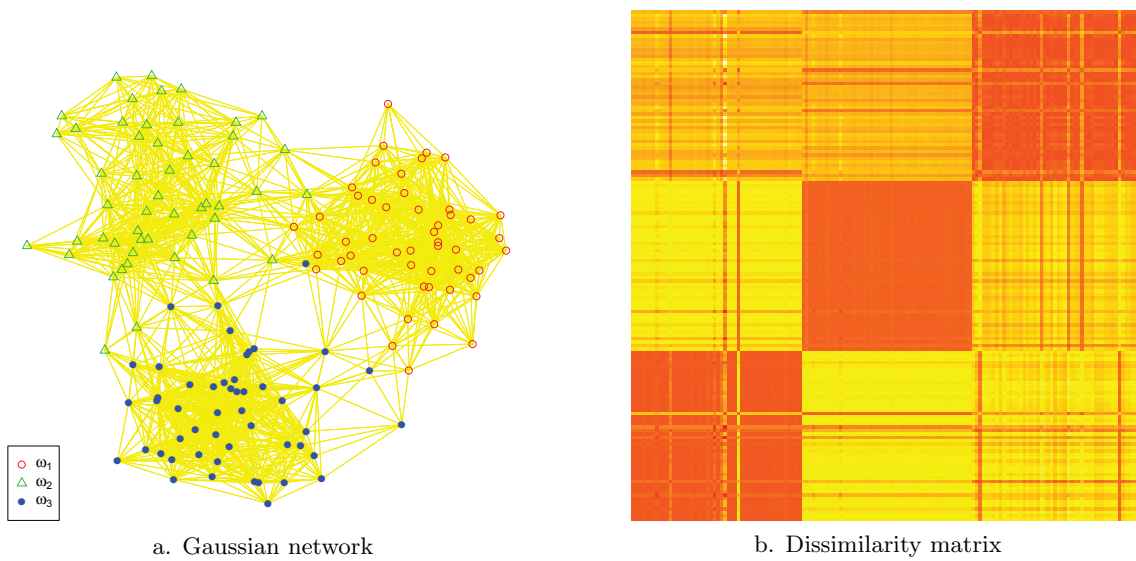 ω₁
ω₂
ω₃
a. Gaussian network
b. Dissimilarity matrix